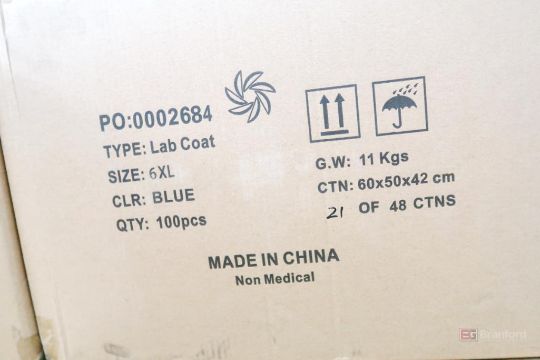 PO:0002684
TYPE: Lab Coat
SIZE: 6XL
CLR: BLUE
QTY: 100pcs
G.W: 11 Kgs
CTN: 60x50x42 cm
21 OF 48 CTNS
MADE IN CHINA
Non Medical
EG Branford